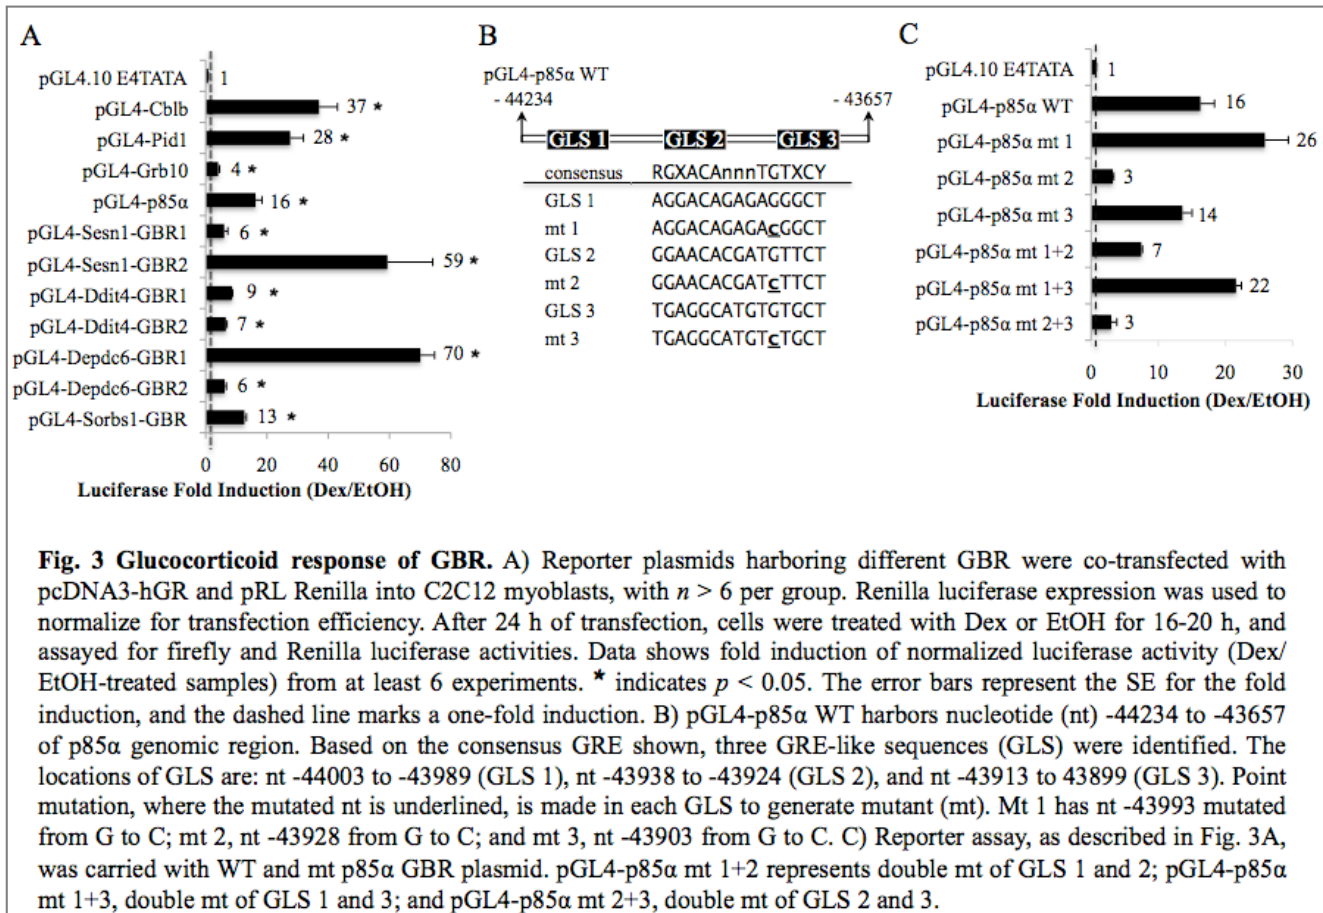 A
pGL4.10 E4TATA 1
pGL4-Cblb 37 *
pGL4-Pid1 28 *
pGL4-Grb10 4 *
pGL4-p85α 16 *
pGL4-Sesn1-GBR1 6 *
pGL4-Sesn1-GBR2 59 *
pGL4-Ddit4-GBR1 9 *
pGL4-Ddit4-GBR2 7 *
pGL4-Depdc6-GBR1 70 *
pGL4-Depdc6-GBR2 6 *
pGL4-Sorbs1-GBR 13 *
0 20 40 60 80
Luciferase Fold Induction (Dex/EtOH)
B
pGL4-p85α WT
- 44234 - 43657
GLS 1 GLS 2 GLS 3
consensus RGXACAnnnTGTXCY
GLS 1 AGGACAGAGAGGGCT
mt 1 AGGACAGAGAcGGCT
GLS 2 GGAACACGATGTTCT
mt 2 GGAACACGATcTTCT
GLS 3 TGAGGCATGTGTGCT
mt 3 TGAGGCATGTcTGCT
C
pGL4.10 E4TATA 1
pGL4-p85α WT 16
pGL4-p85α mt 1 26
pGL4-p85α mt 2 3
pGL4-p85α mt 3 14
pGL4-p85α mt 1+2 7
pGL4-p85α mt 1+3 22
pGL4-p85α mt 2+3 3
0 10 20 30
Luciferase Fold Induction (Dex/EtOH)
Fig. 3 Glucocorticoid response of GBR. A) Reporter plasmids harboring different GBR were co-transfected with
pcDNA3-hGR and pRL Renilla into C2C12 myoblasts, with n > 6 per group. Renilla luciferase expression was used to
normalize for transfection efficiency. After 24 h of transfection, cells were treated with Dex or EtOH for 16-20 h, and
assayed for firefly and Renilla luciferase activities. Data shows fold induction of normalized luciferase activity (Dex/
EtOH-treated samples) from at least 6 experiments. * indicates p < 0.05. The error bars represent the SE for the fold
induction, and the dashed line marks a one-fold induction. B) pGL4-p85α WT harbors nucleotide (nt) -44234 to -43657
of p85α genomic region. Based on the consensus GRE shown, three GRE-like sequences (GLS) were identified. The
locations of GLS are: nt -44003 to -43989 (GLS 1), nt -43938 to -43924 (GLS 2), and nt -43913 to 43899 (GLS 3). Point
mutation, where the mutated nt is underlined, is made in each GLS to generate mutant (mt). Mt 1 has nt -43993 mutated
from G to C; mt 2, nt -43928 from G to C; and mt 3, nt -43903 from G to C. C) Reporter assay, as described in Fig. 3A,
was carried with WT and mt p85α GBR plasmid. pGL4-p85α mt 1+2 represents double mt of GLS 1 and 2; pGL4-p85α
mt 1+3, double mt of GLS 1 and 3; and pGL4-p85α mt 2+3, double mt of GLS 2 and 3.